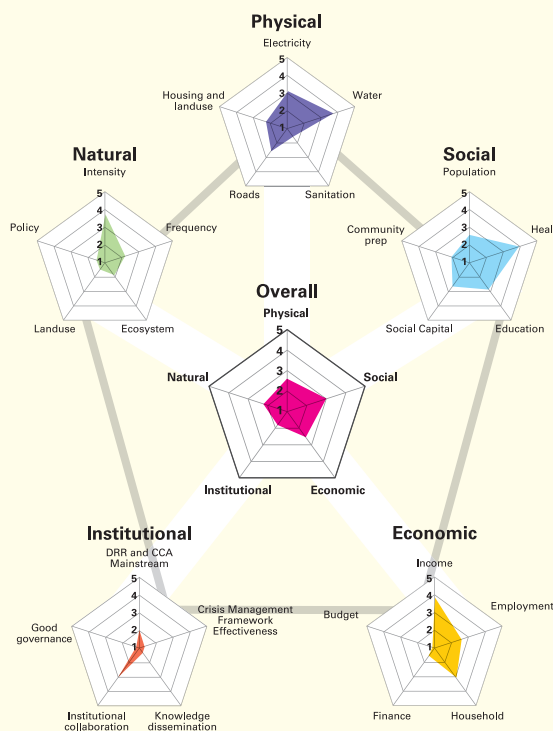 Physical
Electricity
5
4
3
2
1
Housing and
landuse
Water
Roads
Sanitation
Natural
Intensity
5
4
3
2
1
Policy
Frequency
Landuse
Ecosystem
Social
Population
5
4
3
2
1
Community
prep
Heal
Social Capital
Education
Overall
Physical
5
4
3
2
1
Natural
Social
Institutional
Economic
Institutional
DRR and CCA
Mainstream
5
4
3
2
1
Good
governance
Crisis Management
Framework
Effectiveness
Institutional
collaboration
Knowledge
dissemination
Economic
Income
5
4
3
2
1
Budget
Employment
Finance
Household